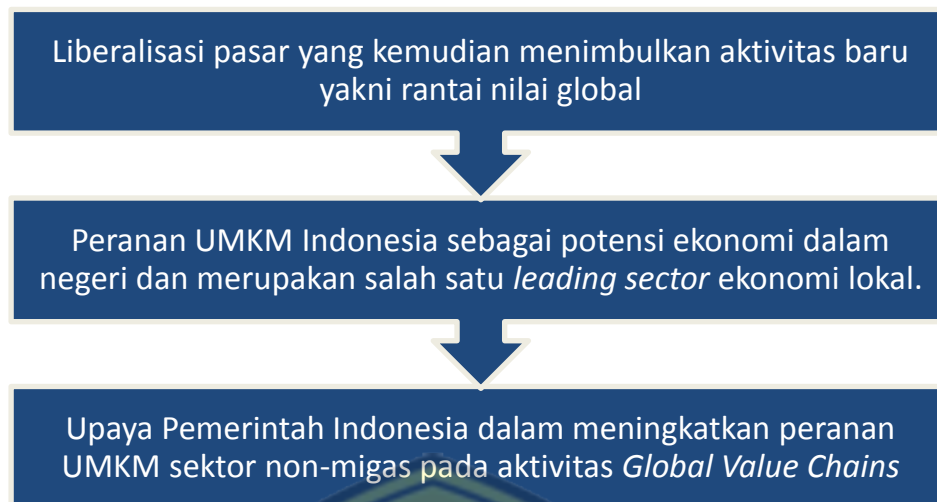 Liberalisasi pasar yang kemudian menimbulkan aktivitas baru
yakni rantai nilai global
Peranan UMKM Indonesia sebagai potensi ekonomi dalam
negeri dan merupakan salah satu leading sector ekonomi lokal.
Upaya Pemerintah Indonesia dalam meningkatkan peranan
UMKM sektor non-migas pada aktivitas Global Value Chains